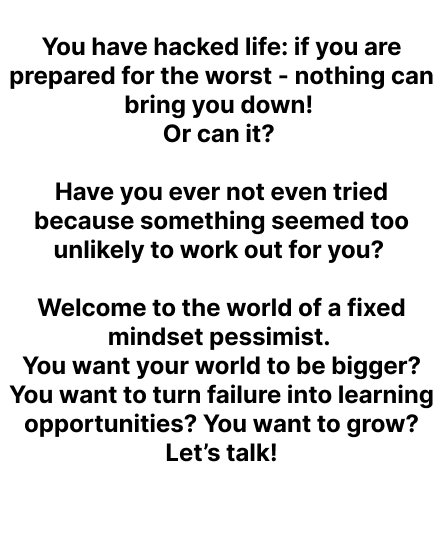 You have hacked life: if you are
prepared for the worst - nothing can
bring you down!
Or can it?
Have you ever not even tried
because something seemed too
unlikely to work out for you?
Welcome to the world of a fixed
mindset pessimist.
You want your world to be bigger?
You want to turn failure into learning
opportunities? You want to grow?
Let’s talk!